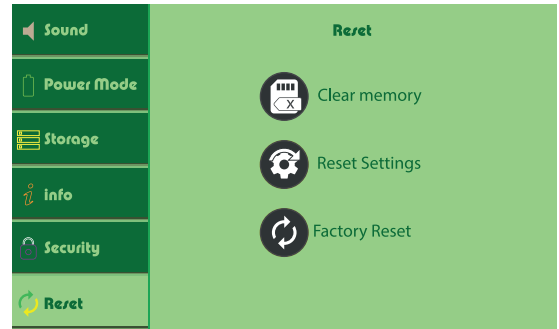 Sound
Power Mode
Storage
info
Security
Reset
Reset
Clear memory
X
Reset Settings
Factory Reset